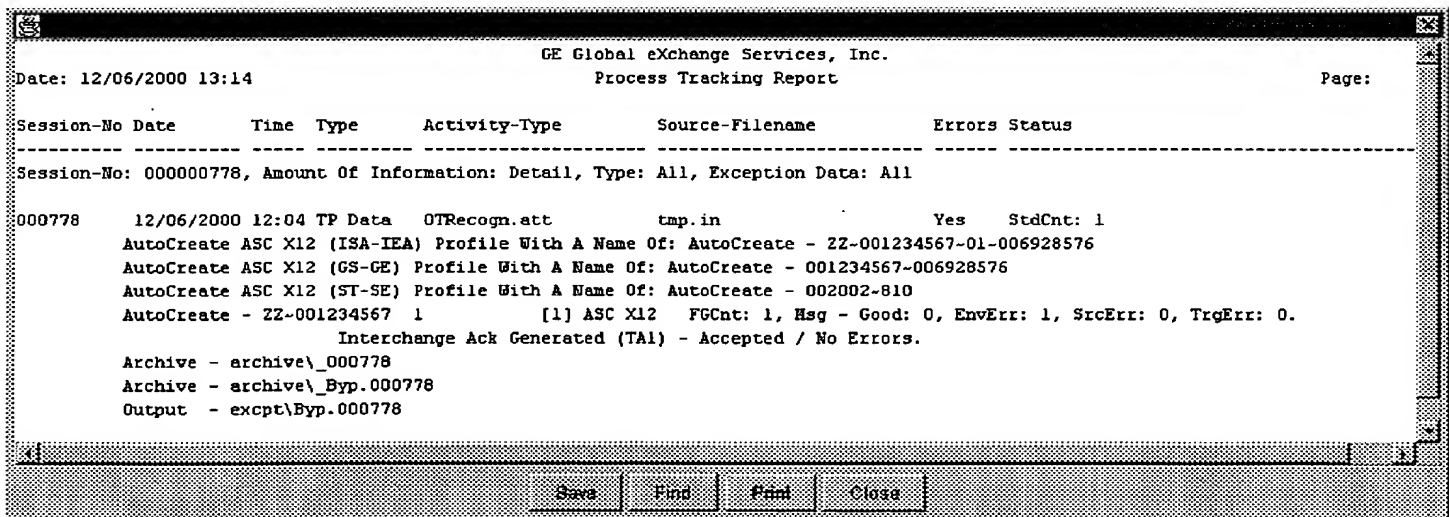 GE Global eXchange Services, Inc.
Date: 12/06/2000 13:14 Process Tracking Report Page:
Session-No Date Time Type Activity-Type Source-Filename Errors Status
---------- ---------- ----- --------- --------------------- ------------------------- ------ --------------------------------------
Session-No: 000000778, Amount Of Information: Detail, Type: All, Exception Data: All
000778 12/06/2000 12:04 TP Data OTRecogn.att tmp.in Yes StdCnt: 1
AutoCreate ASC X12 (ISA-IEA) Profile With A Name Of: AutoCreate - ZZ~001234567~01~006928576
AutoCreate ASC X12 (GS-GE) Profile With A Name Of: AutoCreate - 001234567~006928576
AutoCreate ASC X12 (ST-SE) Profile With A Name Of: AutoCreate - 002002~810
AutoCreate - ZZ~001234567 1 [1] ASC X12 FGCnt: 1, Msg - Good: 0, EnvErr: 1, SrcErr: 0, TrgErr: 0.
Interchange Ack Generated (TA1) - Accepted / No Errors.
Archive - archive\_000778
Archive - archive\_Byp.000778
Output - excpt\Byp.000778
Save Find Print Close